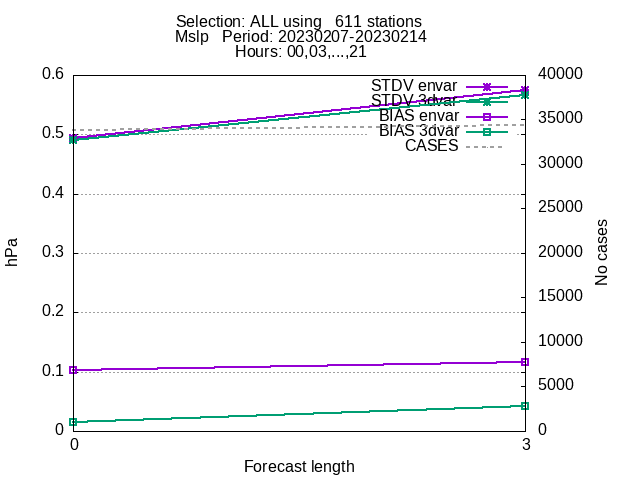 Selection: ALL using   611 stations
Mslp   Period: 20230207-20230214
Hours: 00,03,...,21
0.6
0.5
0.4
0.3
0.2
0.1
0
hPa
STDV envar
STDV 3dvar
BIAS envar
BIAS 3dvar
CASES
40000
35000
30000
25000
20000
15000
10000
5000
0
No cases
0
3
Forecast length